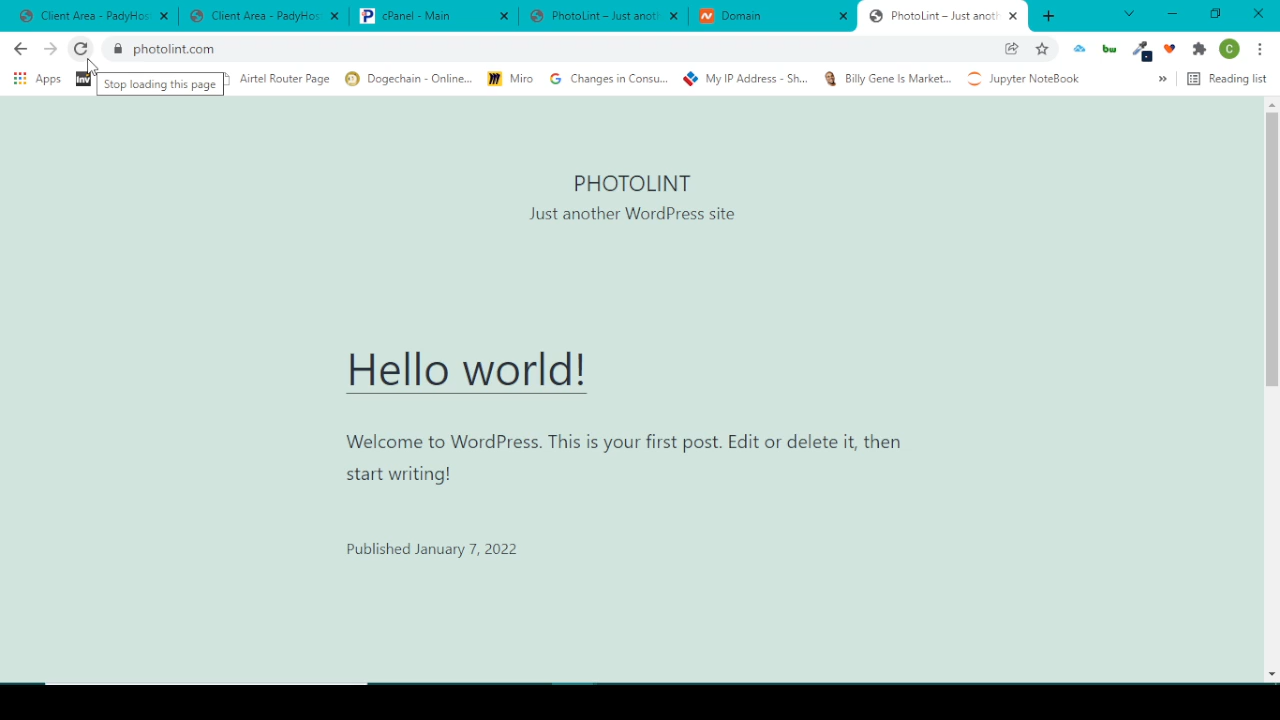 Client Area - PadyHos
Client Area - PadyHos
cPanel - Main
PhotoLint – Just anoth
Domain
PhotoLint – Just anoth
photolint.com
C
Apps
Inv
Airtel Router Page
Dogechain - Online...
Miro
Changes in Consu...
My IP Address - Sh...
Billy Gene Is Market...
Jupyter NoteBook
»
Reading list
Stop loading this page
PHOTOLINT
Just another WordPress site
Hello world!
Welcome to WordPress. This is your first post. Edit or delete it, then
start writing!
Published January 7, 2022